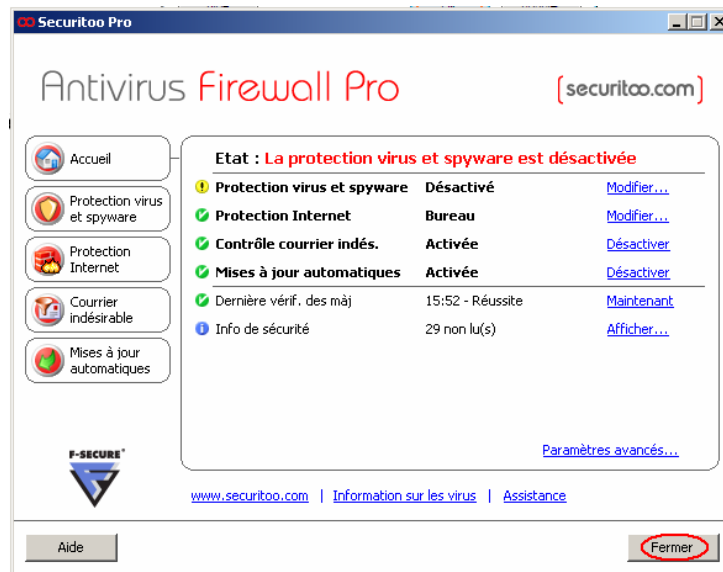 Securitoo Pro
Antivirus Firewall Pro
[securitoo.com]
Accueil
Protection virus
et spyware
Protection
Internet
Courrier
indésirable
Mises à jour
automatiques
F-SECURE
Etat : La protection virus et spyware est désactivée
Protection virus et spyware Désactivé Modifier...
Protection Internet Bureau Modifier...
Contrôle courrier indés. Activée Désactiver
Mises à jour automatiques Activée Désactiver
Dernière vérif. des màj 15:52 - Réussite Maintenant
Info de sécurité 29 non lu(s) Afficher...
Paramètres avancés...
www.securitoo.com | Information sur les virus | Assistance
Aide
Fermer